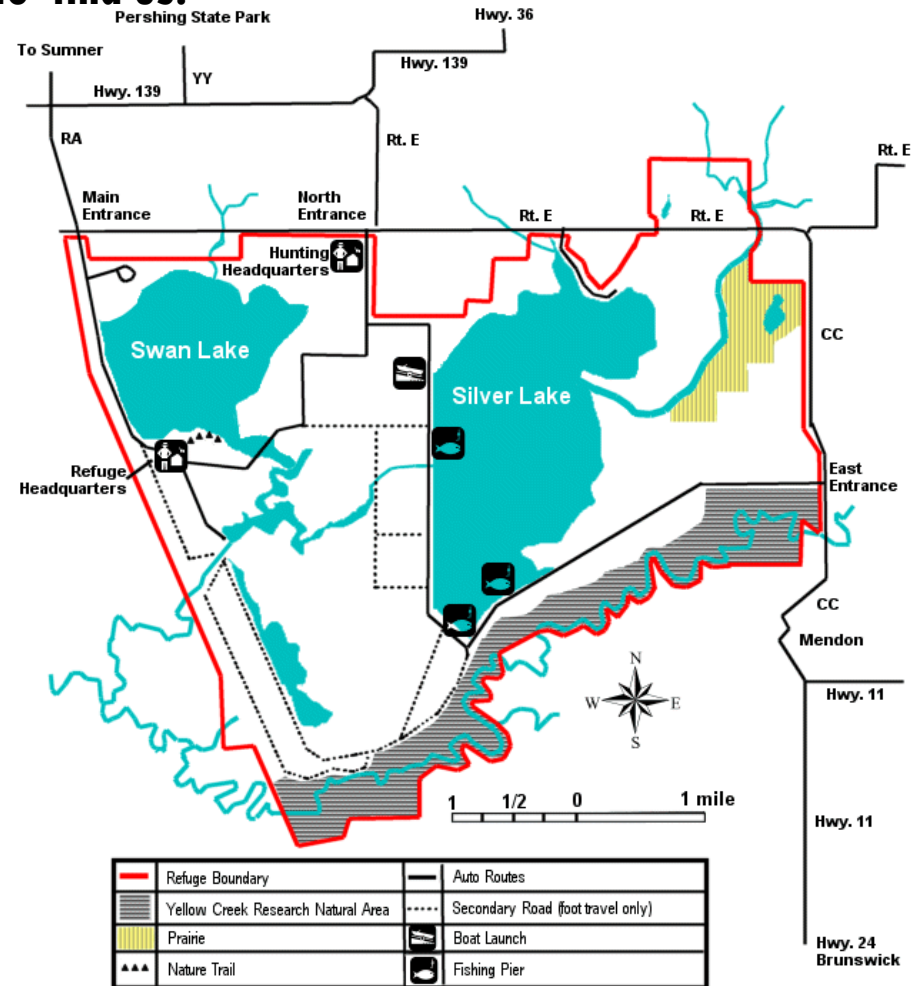 find us:
Pershing State Park
Hwy. 36
To Sumner
YY
Hwy. 139
Hwy. 139
RA
Rt. E
Rt. E
Main
Entrance
North
Entrance
Rt. E
Rt. E
Hunting
Headquarters
Swan Lake
CC
Silver Lake
Refuge
Headquarters
East
Entrance
CC
Mendon
N
W
E
S
Hwy. 11
1
1/2
0
1 mile
Hwy. 11
Refuge Boundary
Auto Routes
Yellow Creek Research Natural Area
Secondary Road (foot travel only)
Prairie
Boat Launch
Nature Trail
Fishing Pier
Hwy. 24
Brunswick